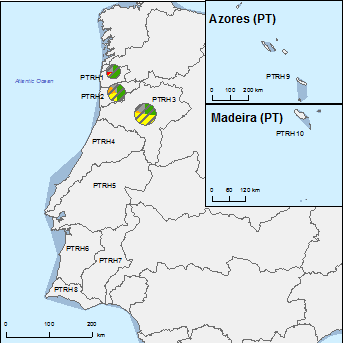 Azores (PT)
PTRH9
0 100 200 km
Madeira (PT)
PTRH10
0 60 120 km
Atlantic Ocean
PTRH1
PTRH2
PTRH3
PTRH4
PTRH5
PTRH6
PTRH7
PTRH8
0 100 200 km